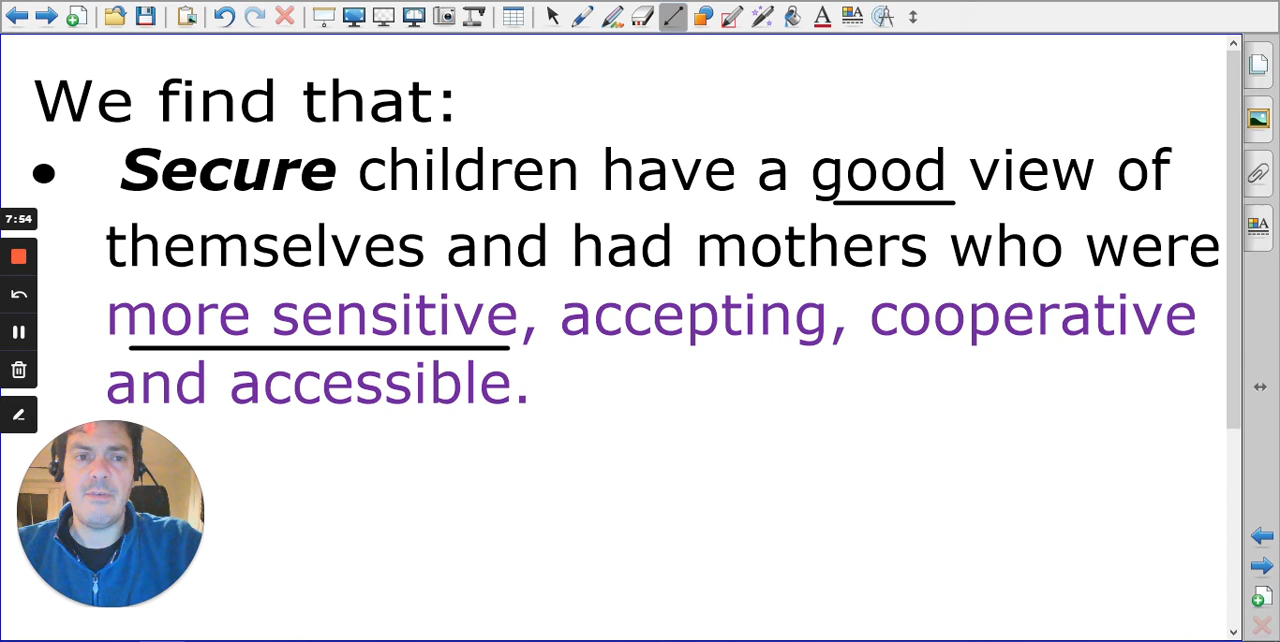 We find that:
• Secure children have a good view of
themselves and had mothers who were
more sensitive, accepting, cooperative
and accessible.
7:54